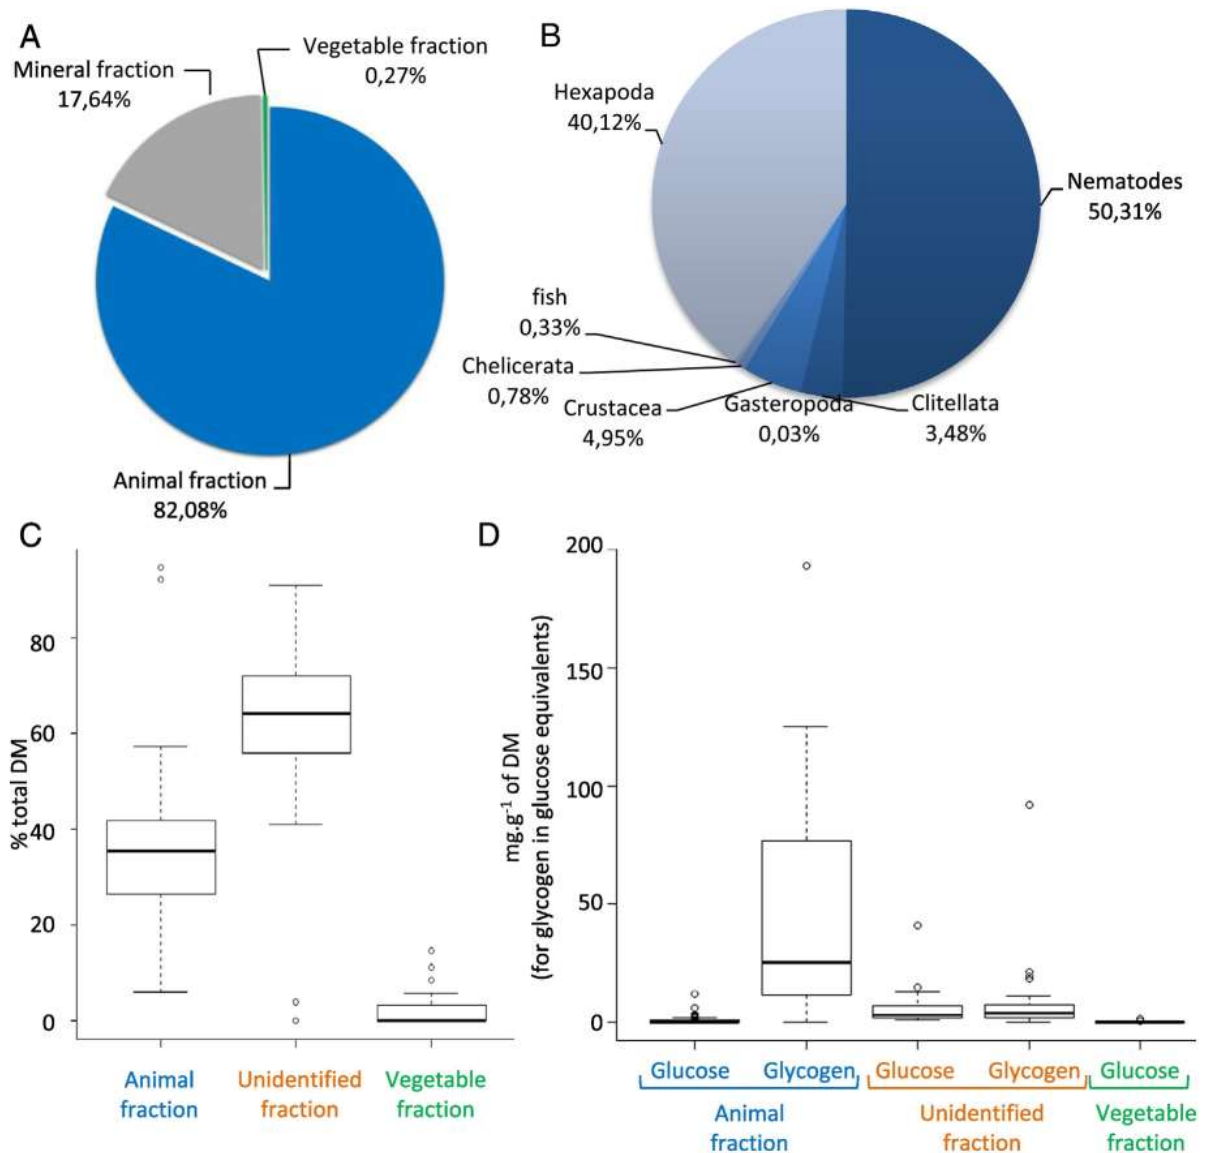 A
Vegetable fraction
0,27%
Mineral fraction
17,64%
Animal fraction
82,08%
B
Hexapoda
40,12%
Nematodes
50,31%
fish
0,33%
Chelicerata
0,78%
Crustacea
4,95%
Gasteropoda
0,03%
Clitellata
3,48%
C
% total DM
80
60
40
20
0
Animal
fraction
Unidentified
fraction
Vegetable
fraction
D
mg.g⁻¹ of DM
(for glycogen in glucose equivalents)
200
150
100
50
0
Glucose Glycogen Glucose Glycogen Glucose
Animal
fraction
Unidentified
fraction
Vegetable
fraction